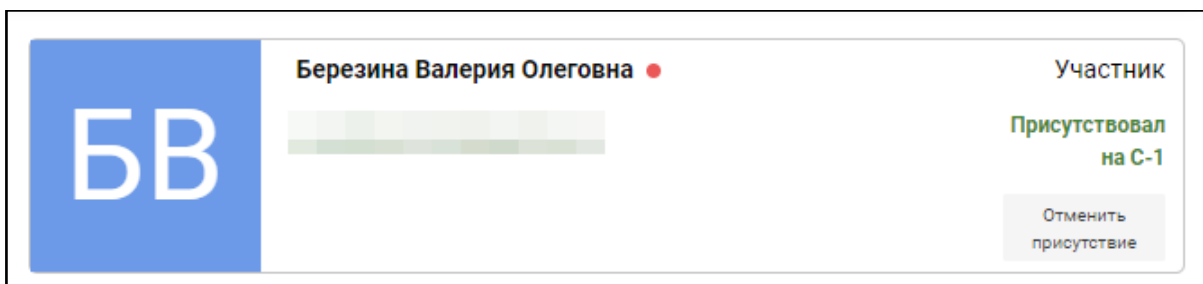 БВ
Березина Валерия Олеговна
Участник
Присутствовал
на С-1
Отменить
присутствие